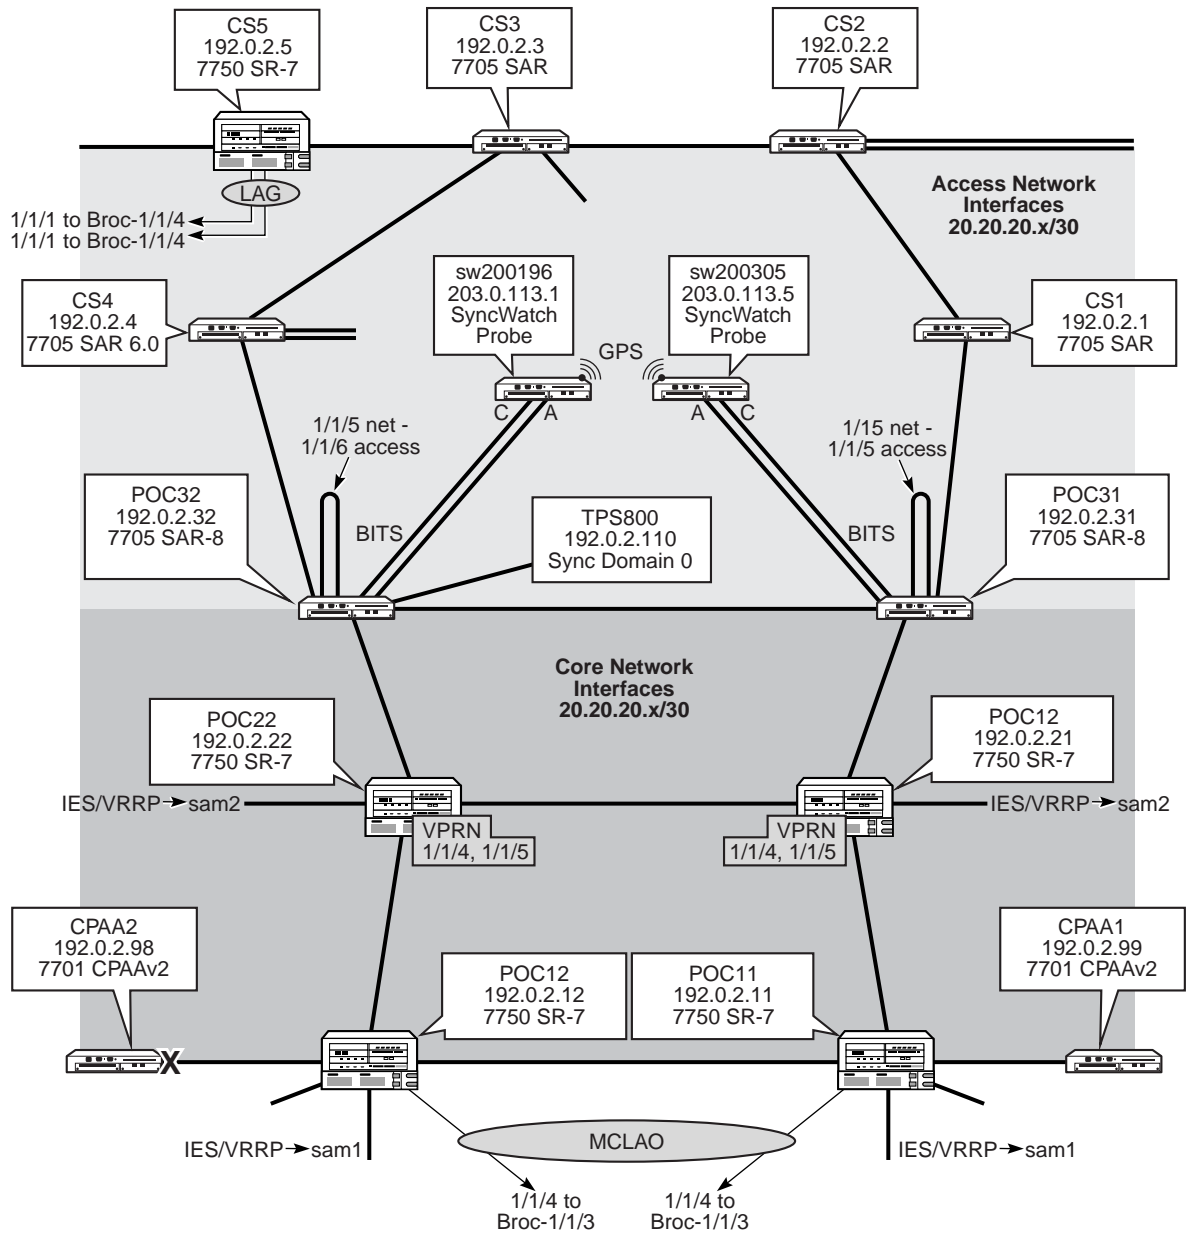 CS5
192.0.2.5
7750 SR-7
CS3
192.0.2.3
7705 SAR
CS2
192.0.2.2
7705 SAR
LAG
1/1/1 to Broc-1/1/4
1/1/1 to Broc-1/1/4
Access Network
Interfaces
20.20.20.x/30
CS4
192.0.2.4
7705 SAR 6.0
sw200196
203.0.113.1
SyncWatch
Probe
GPS
sw200305
203.0.113.5
SyncWatch
Probe
CS1
192.0.2.1
7705 SAR
C
A
A
C
1/1/5 net -
1/1/6 access
1/15 net -
1/1/5 access
POC32
192.0.2.32
7705 SAR-8
BITS
TPS800
192.0.2.110
Sync Domain 0
BITS
POC31
192.0.2.31
7705 SAR-8
Core Network
Interfaces
20.20.20.x/30
POC22
192.0.2.22
7750 SR-7
POC12
192.0.2.21
7750 SR-7
IES/VRRP sam2
IES/VRRP sam2
VPRN
1/1/4, 1/1/5
VPRN
1/1/4, 1/1/5
CPAA2
192.0.2.98
7701 CPAAv2
POC12
192.0.2.12
7750 SR-7
POC11
192.0.2.11
7750 SR-7
CPAA1
192.0.2.99
7701 CPAAv2
X
IES/VRRP sam1
MCLAO
IES/VRRP sam1
1/1/4 to
Broc-1/1/3
1/1/4 to
Broc-1/1/3